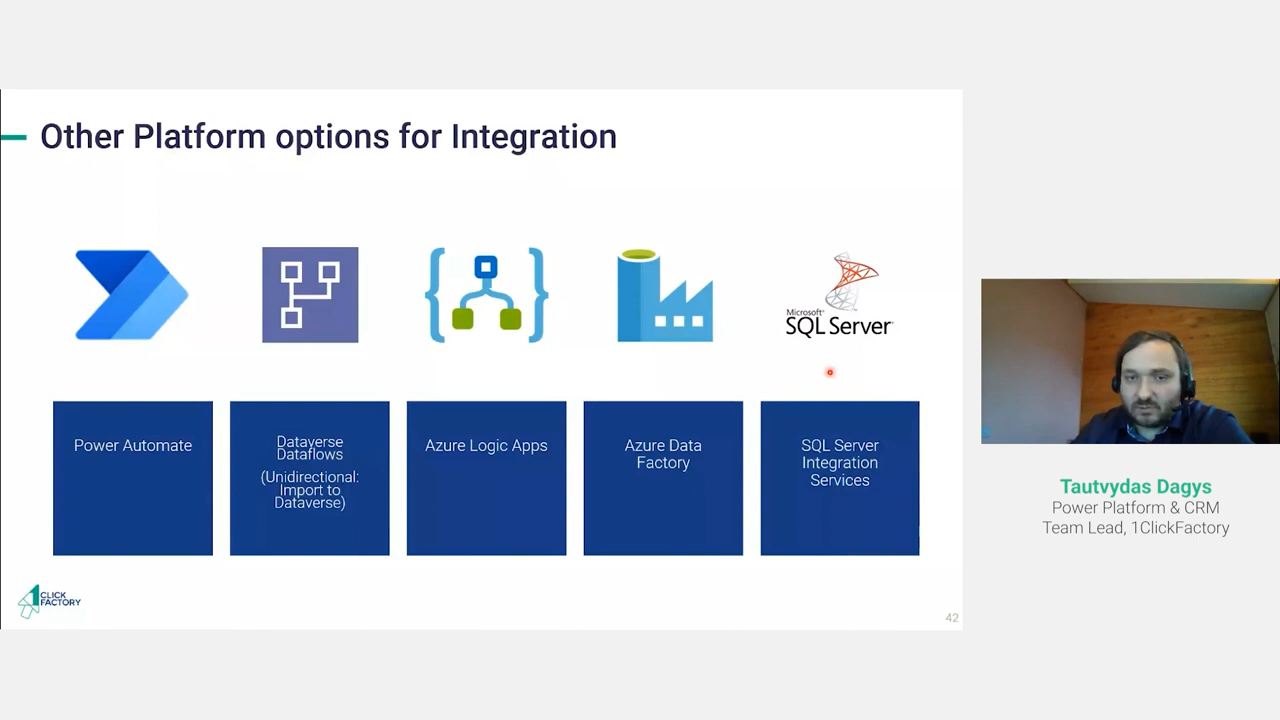 Other Platform options for Integration
Microsoft®
SQL Server
Power Automate
Dataverse
Dataflows
(Unidirectional:
Import to
Dataverse)
Azure Logic Apps
Azure Data
Factory
SQL Server
Integration
Services
1CLICK
FACTORY
42
Tautvydas Dagys
Power Platform & CRM
Team Lead, 1ClickFactory